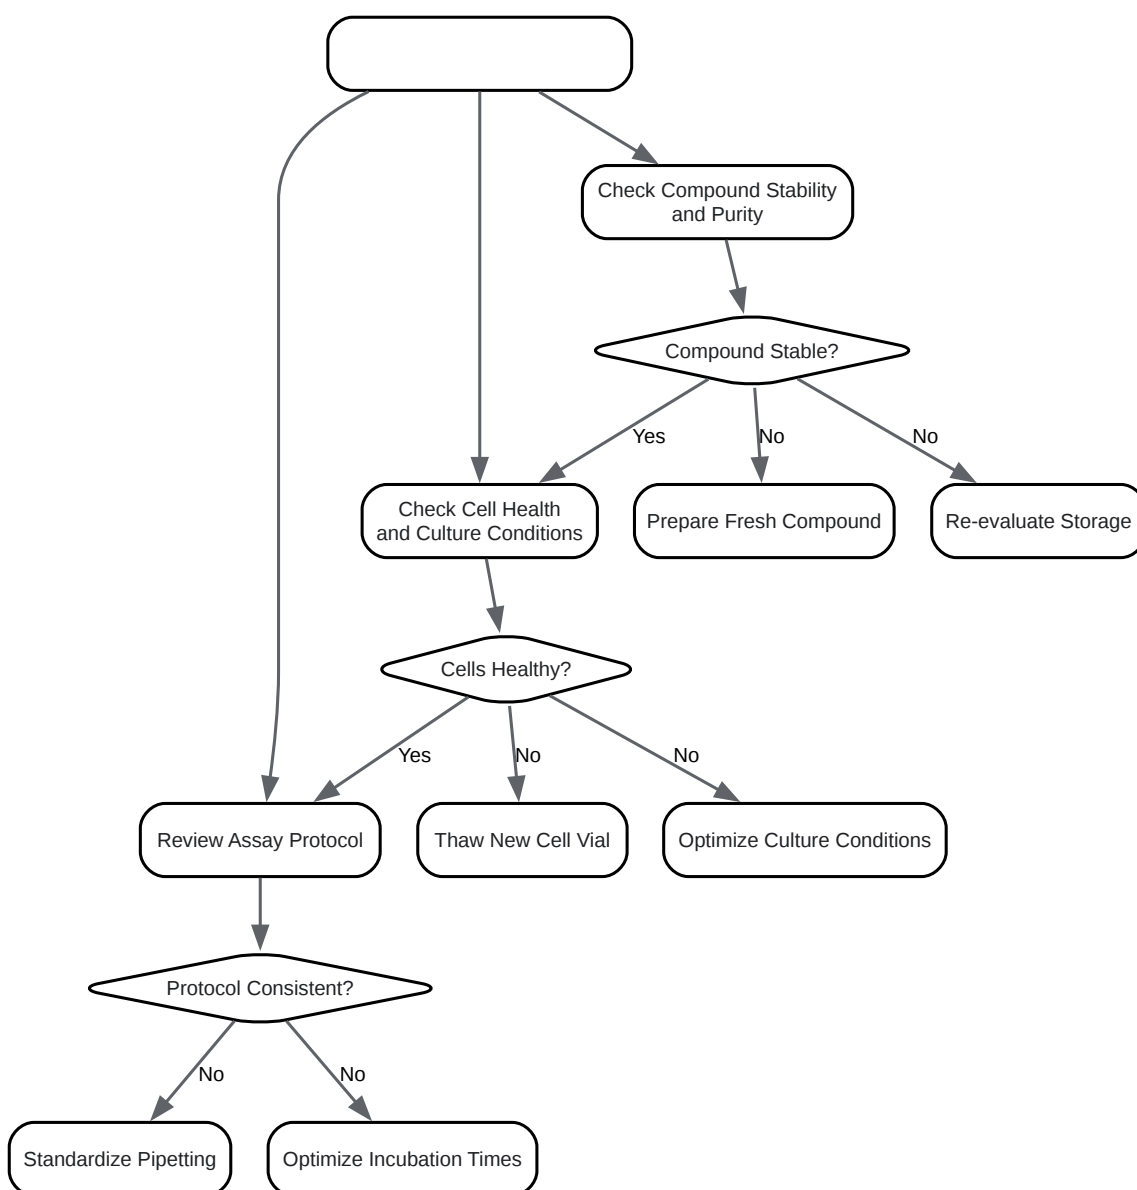 Check Compound Stability
and Purity
Compound Stable?
Yes
No
No
Check Cell Health
and Culture Conditions
Prepare Fresh Compound
Re-evaluate Storage
Cells Healthy?
Yes
No
No
Review Assay Protocol
Thaw New Cell Vial
Optimize Culture Conditions
Protocol Consistent?
No
No
Standardize Pipetting
Optimize Incubation Times